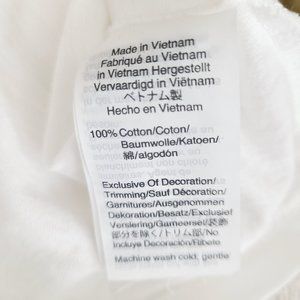 Made in Vietnam
Fabriqué au Vietnam
in Vietnam Hergestellt
Vervaardigd in Vietnam
ベトナム製
Hecho en Vietnam
100% Cotton/Coton/
Baumwolle/Katoen/
綿/algodón
Exclusive Of Decoration/
Trimming/Sauf Décoration/
Garnitures/Ausgenommen
Dekoration/Besatz/Exclusief
Versiering/Garneersel/装飾
部分を除く/トリム部/No
Incluye Decoración/Ribete
Machine wash cold, gentle